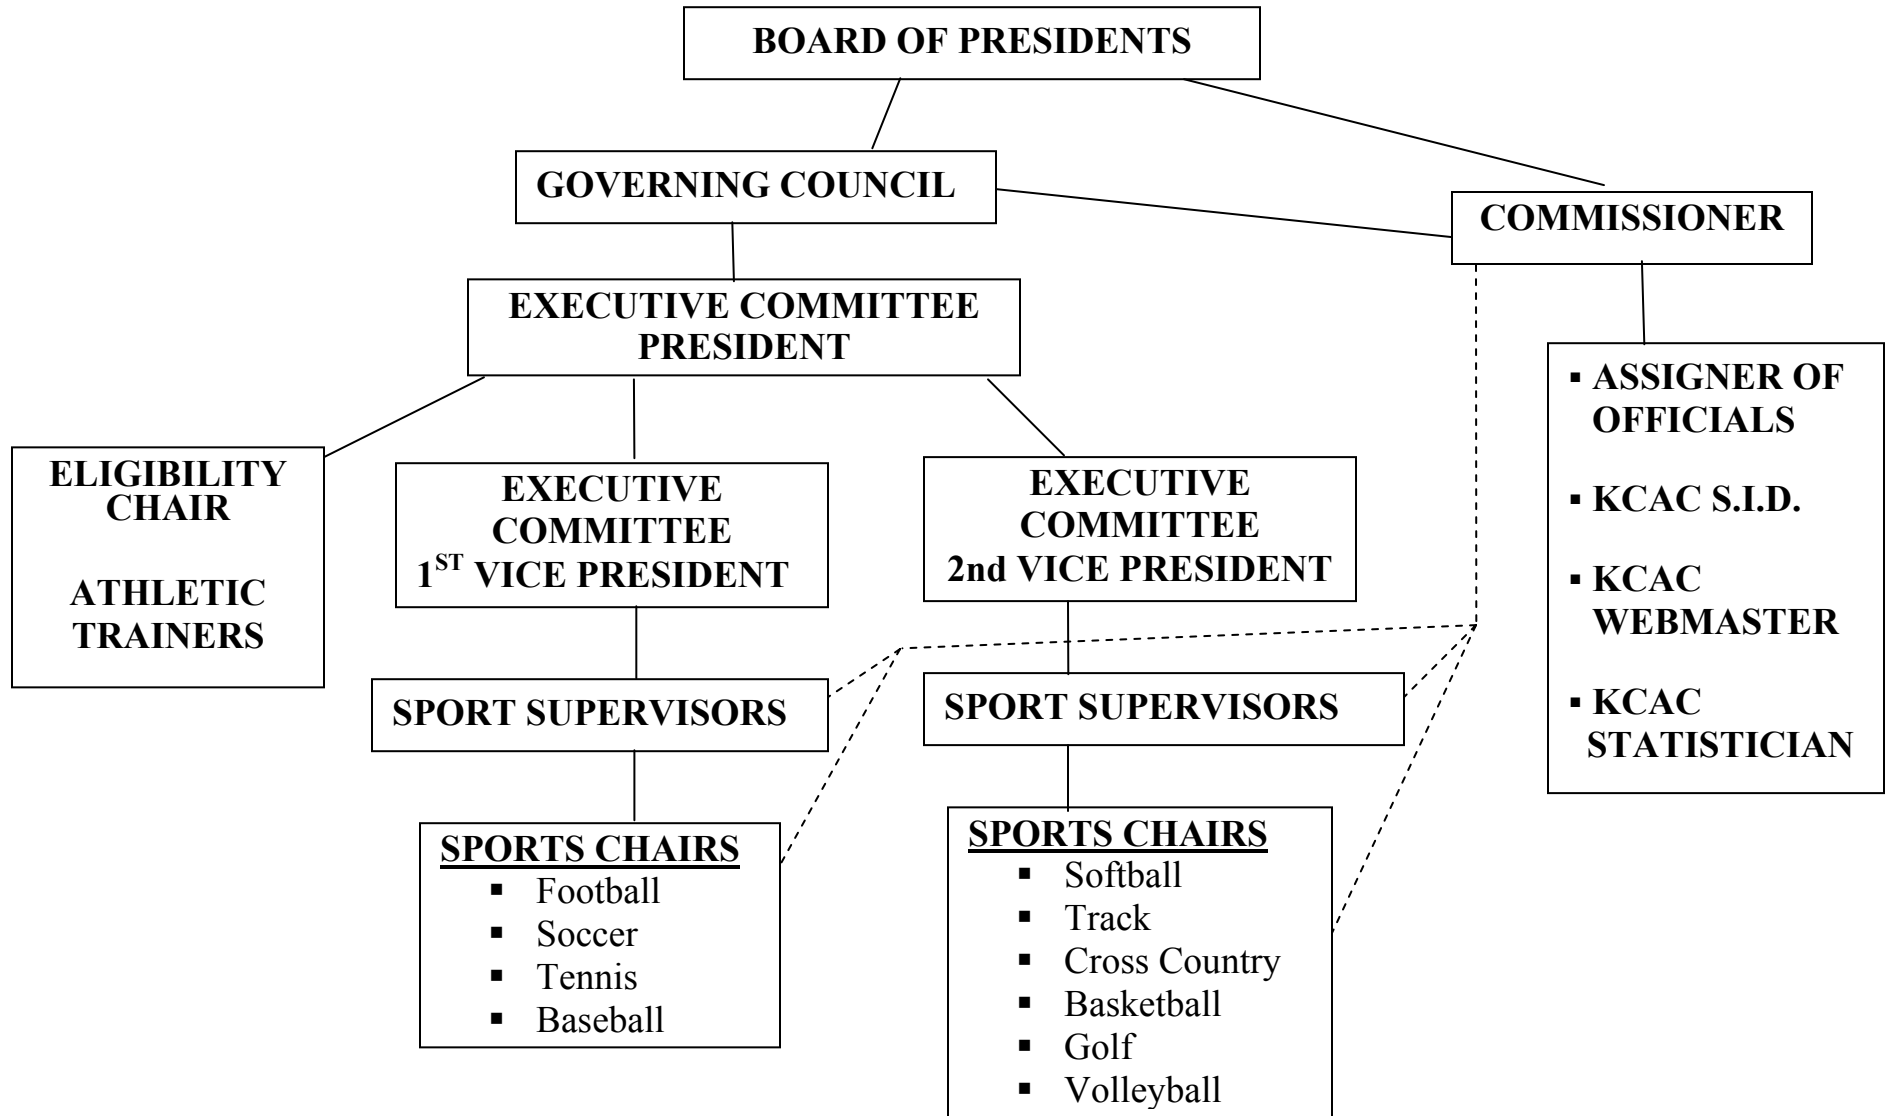 BOARD OF PRESIDENTS
GOVERNING COUNCIL
COMMISSIONER
EXECUTIVE COMMITTEE
PRESIDENT
▪ ASSIGNER OF
OFFICIALS
▪ KCAC S.I.D.
▪ KCAC
WEBMASTER
▪ KCAC
STATISTICIAN
ELIGIBILITY
CHAIR
ATHLETIC
TRAINERS
EXECUTIVE
COMMITTEE
1ST VICE PRESIDENT
EXECUTIVE
COMMITTEE
2nd VICE PRESIDENT
SPORT SUPERVISORS
SPORT SUPERVISORS
SPORTS CHAIRS
▪ Football
▪ Soccer
▪ Tennis
▪ Baseball
SPORTS CHAIRS
▪ Softball
▪ Track
▪ Cross Country
▪ Basketball
▪ Golf
▪ Volleyball